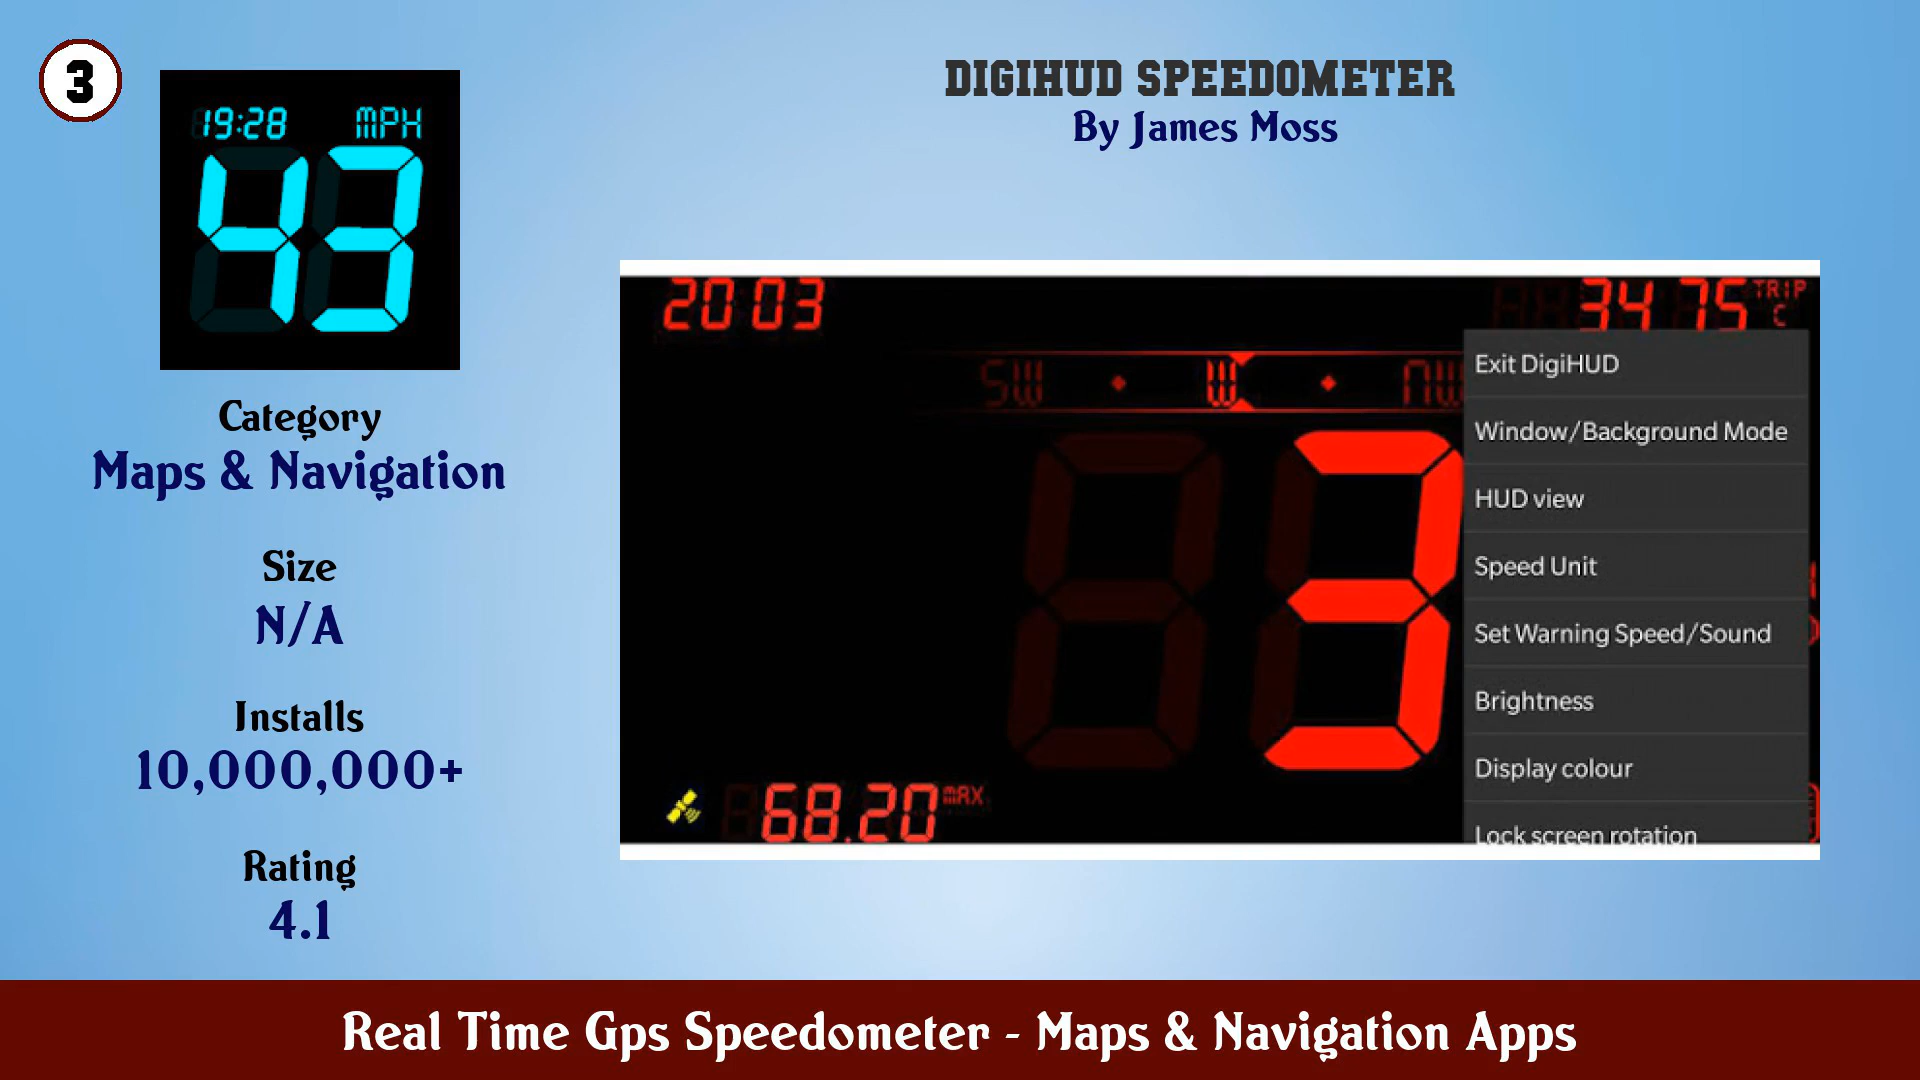 3
19:28 MPH
43
DIGIHUD SPEEDOMETER
By James Moss
Category
Maps & Navigation
Size
N/A
Installs
10,000,000+
Rating
4.1
20 03
34 75 TRIP C
SW W NW
3
68.20 MAX
Exit DigiHUD
Window/Background Mode
HUD view
Speed Unit
Set Warning Speed/Sound
Brightness
Display colour
Lock screen rotation
Real Time Gps Speedometer - Maps & Navigation Apps